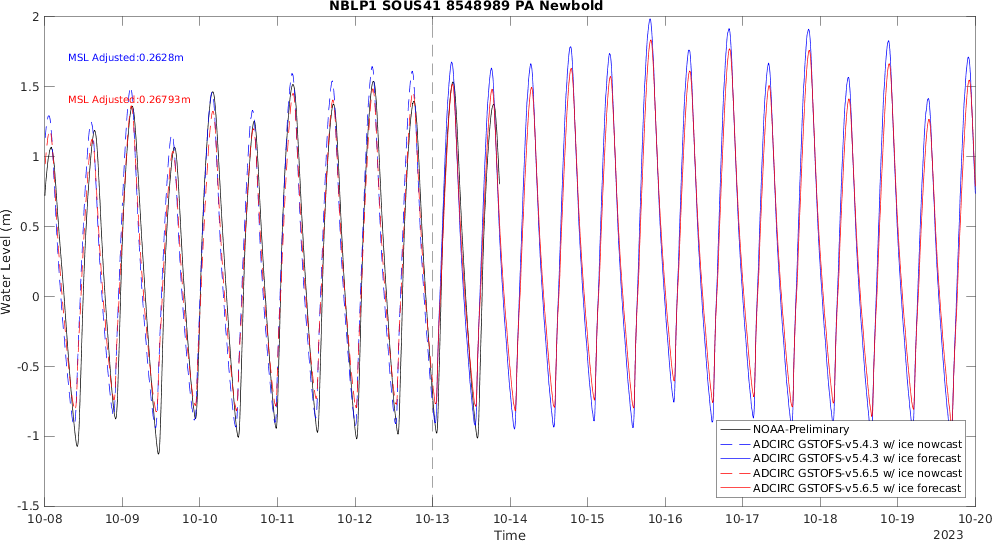 NBLP1 SOUS41 8548989 PA Newbold
MSL Adjusted:0.2628m
MSL Adjusted:0.26793m
Water Level (m)
2
1.5
1
0.5
0
-0.5
-1
-1.5
NOAA-Preliminary
ADCIRC GSTOFS-v5.4.3 w/ ice nowcast
ADCIRC GSTOFS-v5.4.3 w/ ice forecast
ADCIRC GSTOFS-v5.6.5 w/ ice nowcast
ADCIRC GSTOFS-v5.6.5 w/ ice forecast
10-08 10-09 10-10 10-11 10-12 10-13 10-14 10-15 10-16 10-17 10-18 10-19 10-20
Time
2023